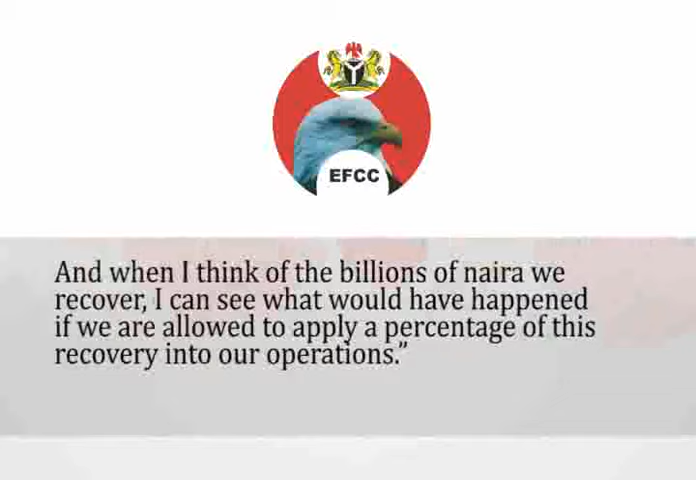 EFCC
And when I think of the billions of naira we
recover, I can see what would have happened
if we are allowed to apply a percentage of this
recovery into our operations.”